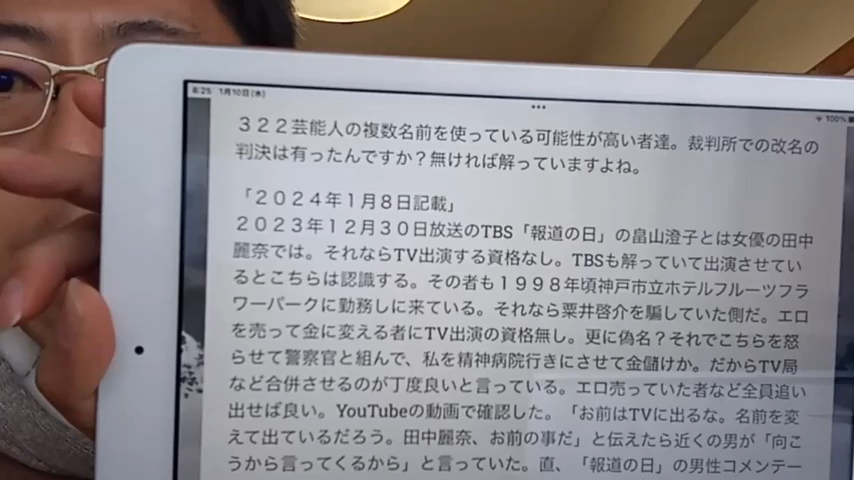 8:25 1月10日(水)
100%
322芸能人の複数名前を使っている可能性が高い者達。裁判所での改名の
判決は有ったんですか?無ければ解っていますよね。
「2024年1月8日記載」
2023年12月30日放送のTBS「報道の日」の畠山澄子とは女優の田中
麗奈では。それならTV出演する資格なし。TBSも解っていて出演させてい
るとこちらは認識する。その者も1998年頃神戸市立ホテルフルーツフラ
ワーパークに勤務しに来ている。それなら粟井啓介を騙していた側だ。エロ
を売って金に変える者にTV出演の資格無し。更に偽名?それでこちらを怒
らせて警察官と組んで、私を精神病院行きにさせて金儲けか。だからTV局
など合併させるのが丁度良いと言っている。エロ売っていた者など全員追い
出せば良い。YouTubeの動画で確認した。「お前はTVに出るな。名前を変
えて出ているだろう。田中麗奈、お前の事だ」と伝えたら近くの男が「向こ
うから言ってくるから」と言っていた。直、「報道の日」の男性コメンテー